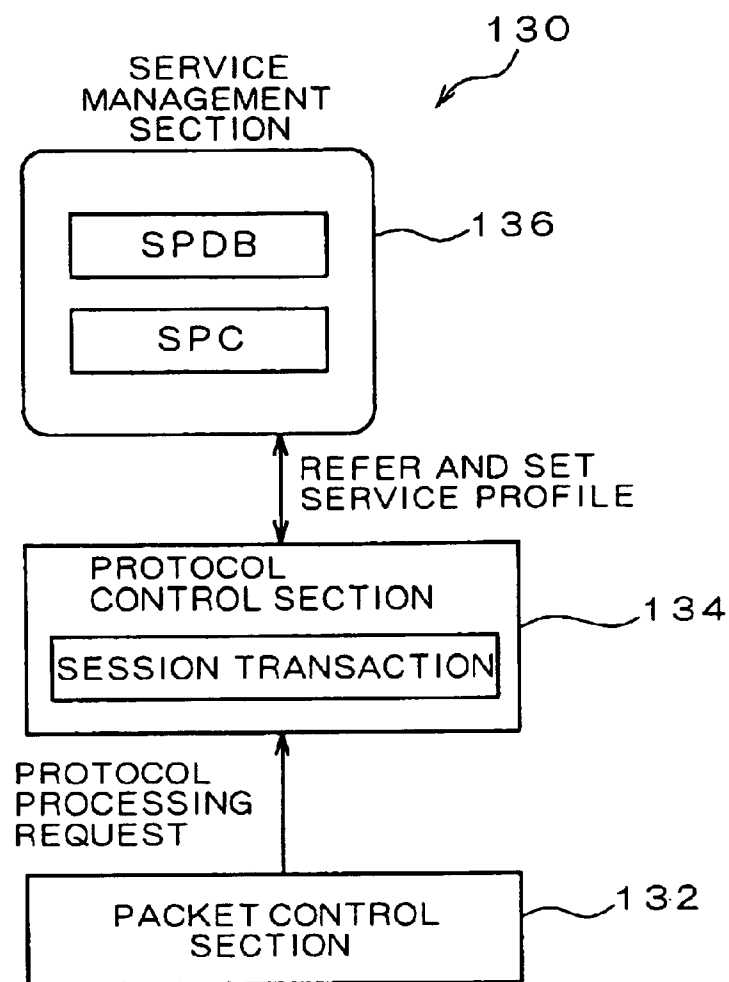 130
SERVICE
MANAGEMENT
SECTION
SPDB
136
SPC
REFER AND SET
SERVICE PROFILE
PROTOCOL
CONTROL SECTION
134
SESSION TRANSACTION
PROTOCOL
PROCESSING
REQUEST
132
PACKET CONTROL
SECTION